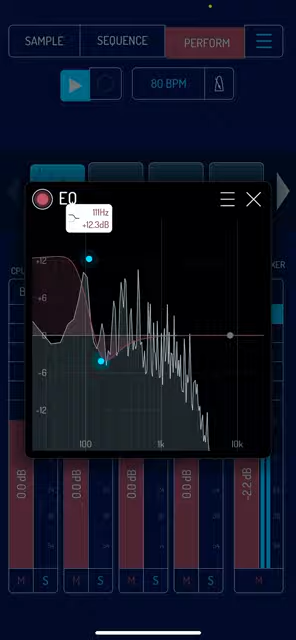 SAMPLE
SEQUENCE
PERFORM
80 BPM
EQ
111Hz
+12.3dB
CPU
+12
+6
0
-6
-12
100
1k
10k
0.0 dB
0.0 dB
0.0 dB
0.0 dB
-2.2 dB
M
S
M
S
M
S
M
S
M